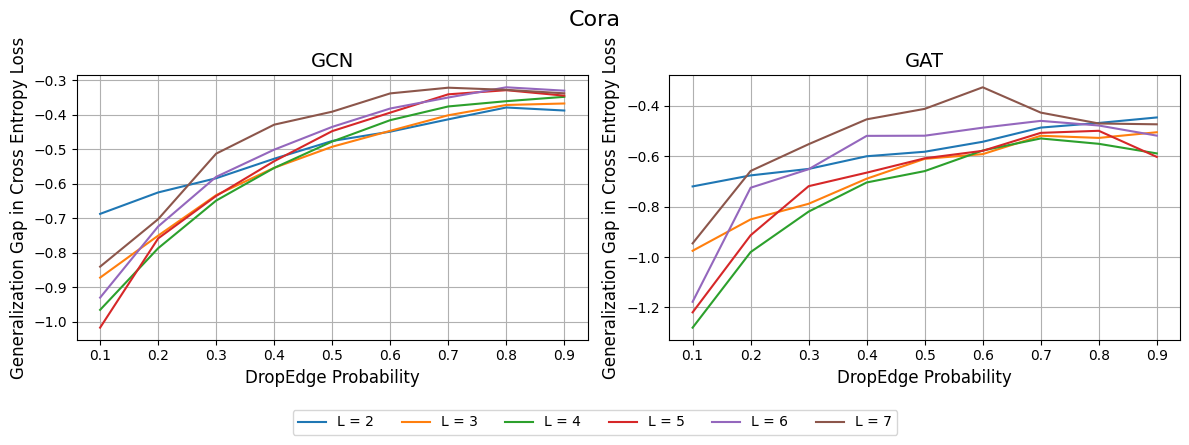 Cora
GCN
Generalization Gap in Cross Entropy Loss
−0.3
−0.4
−0.5
−0.6
−0.7
−0.8
−0.9
−1.0
0.1 0.2 0.3 0.4 0.5 0.6 0.7 0.8 0.9
DropEdge Probability
GAT
Generalization Gap in Cross Entropy Loss
−0.4
−0.6
−0.8
−1.0
−1.2
0.1 0.2 0.3 0.4 0.5 0.6 0.7 0.8 0.9
DropEdge Probability
L = 2 L = 3 L = 4 L = 5 L = 6 L = 7